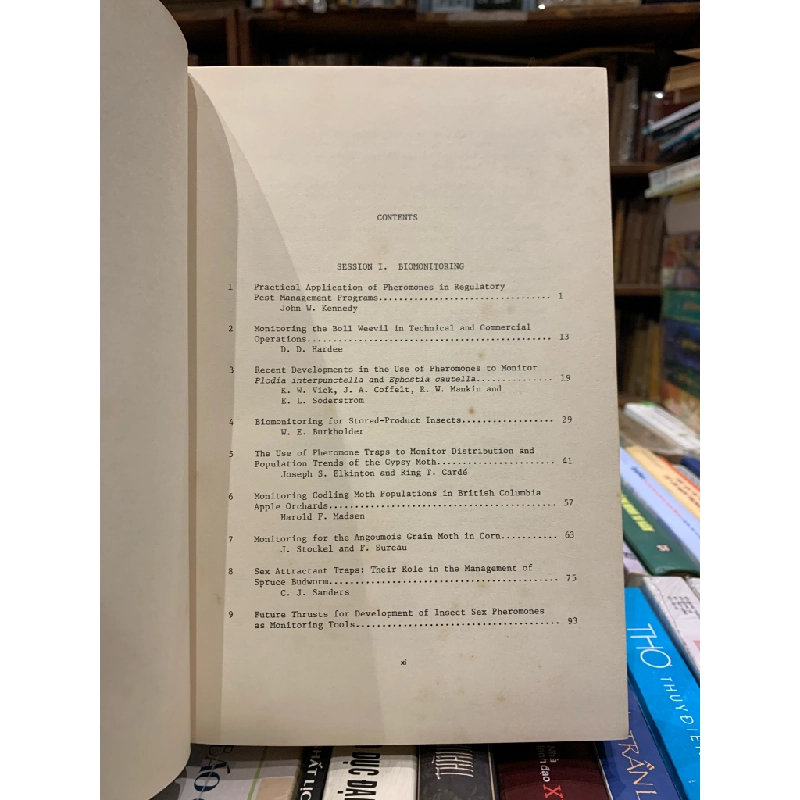 CONTENTS
SESSION I. BIOMONITORING
1 Practical Application of Pheromones in Regulatory
Pest Management Programs.................................. 1
John W. Kennedy
2 Monitoring the Boll Weevil in Technical and Commercial
Operations................................................ 13
D. D. Hardee
3 Recent Developments in the Use of Pheromones to Monitor
Plodia interpunctella and Ephestia cautella............... 19
K. W. Vick, J. A. Coffelt, R. W. Mankin and
E. L. Soderstrom
4 Biomonitoring for Stored-Product Insects.................. 29
W. E. Burkholder
5 The Use of Pheromone Traps to Monitor Distribution and
Population Trends of the Gypsy Moth....................... 41
Joseph S. Elkinton and Ring T. Cardé
6 Monitoring Codling Moth Populations in British Columbia
Apple Orchards............................................ 57
Harold F. Madsen
7 Monitoring for the Angoumois Grain Moth in Corn........... 63
J. Stockel and F. Sureau
8 Sex Attractant Traps: Their Role in the Management of
Spruce Budworm............................................ 75
C. J. Sanders
9 Future Thrusts for Development of Insect Sex Pheromones
as Monitoring Tools....................................... 93
xi
THƠ
THÚY
TRẦN